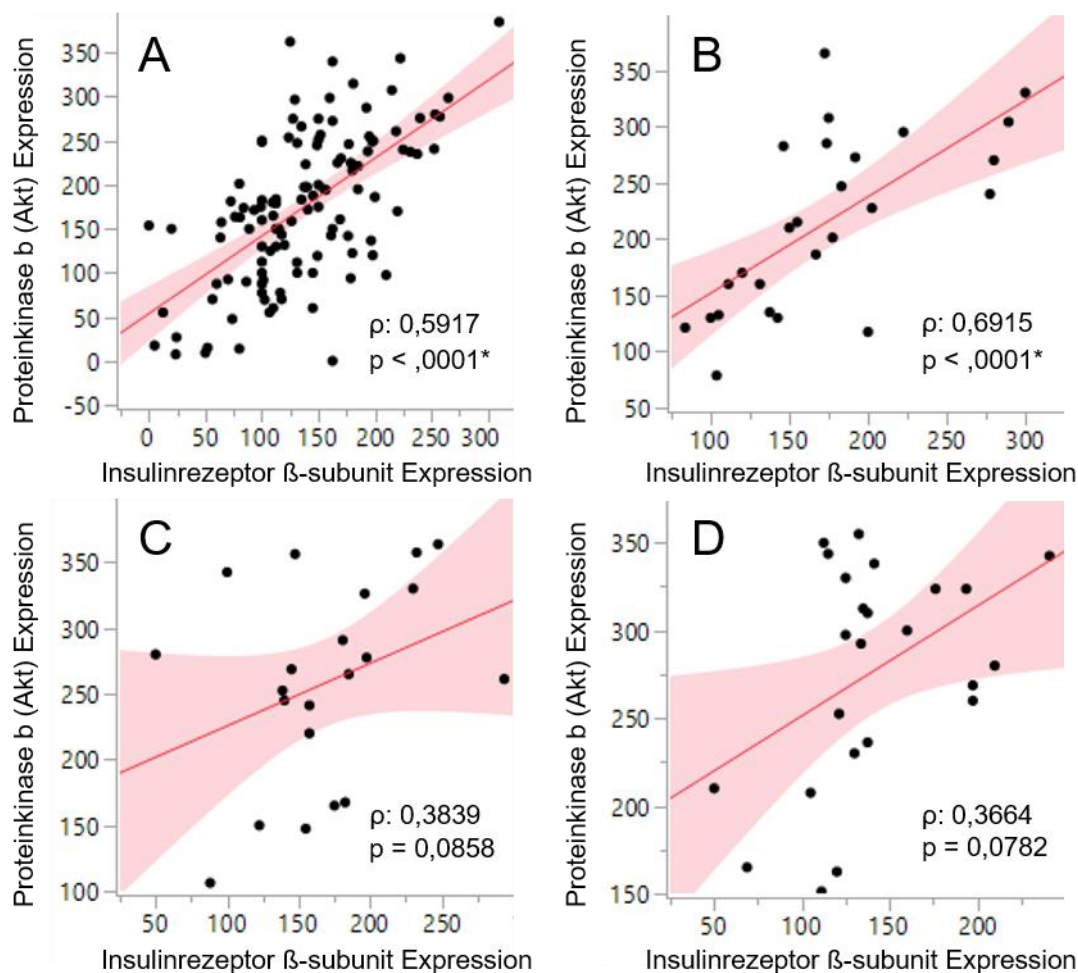 A
Proteinkinase b (Akt) Expression
350
300
250
200
150
100
50
0
-50
ρ: 0,5917
p < ,0001*
0 50 100 150 200 250 300
Insulinrezeptor ß-subunit Expression
B
Proteinkinase b (Akt) Expression
350
300
250
200
150
100
50
ρ: 0,6915
p < ,0001*
100 150 200 250 300
Insulinrezeptor ß-subunit Expression
C
Proteinkinase b (Akt) Expression
350
300
250
200
150
100
ρ: 0,3839
p = 0,0858
50 100 150 200 250
Insulinrezeptor ß-subunit Expression
D
Proteinkinase b (Akt) Expression
350
300
250
200
150
ρ: 0,3664
p = 0,0782
50 100 150 200
Insulinrezeptor ß-subunit Expression